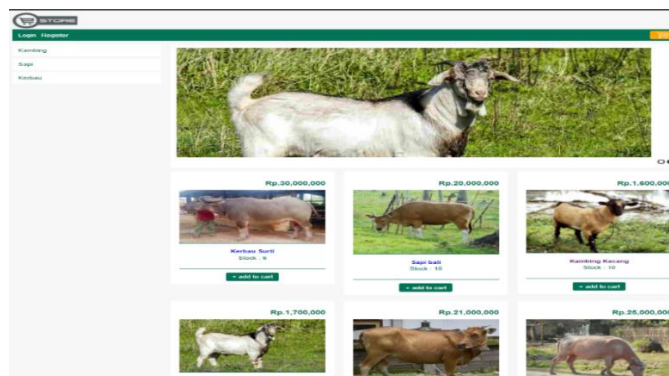 STORE
Login Register
Kambing
Sapi
Kerbau
Rp.30,000,000
Kerbau Surti
Stock : 6
+ add to cart
Rp.20,000,000
Sapi bali
Stock : 10
+ add to cart
Rp.1,600,000
Kambing Kacang
Stock : 10
+ add to cart
Rp.1,700,000
Rp.21,000,000
Rp.25,000,000